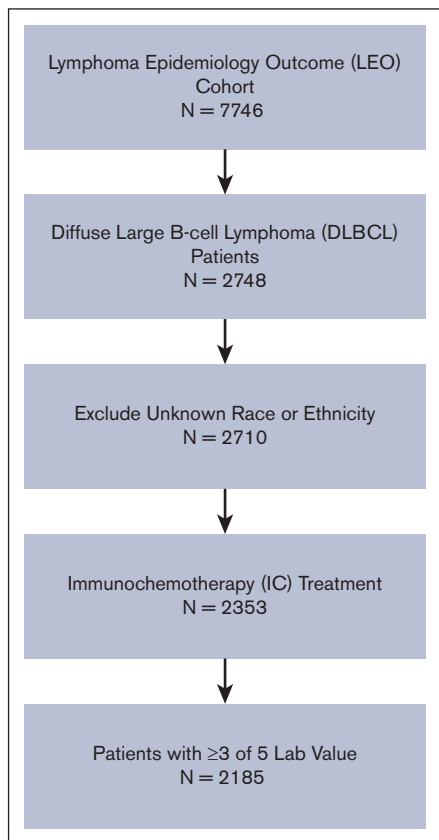 Lymphoma Epidemiology Outcome (LEO)
Cohort
N = 7746
Diffuse Large B-cell Lymphoma (DLBCL)
Patients
N = 2748
Exclude Unknown Race or Ethnicity
N = 2710
Immunochemotherapy (IC) Treatment
N = 2353
Patients with ≥3 of 5 Lab Value
N = 2185